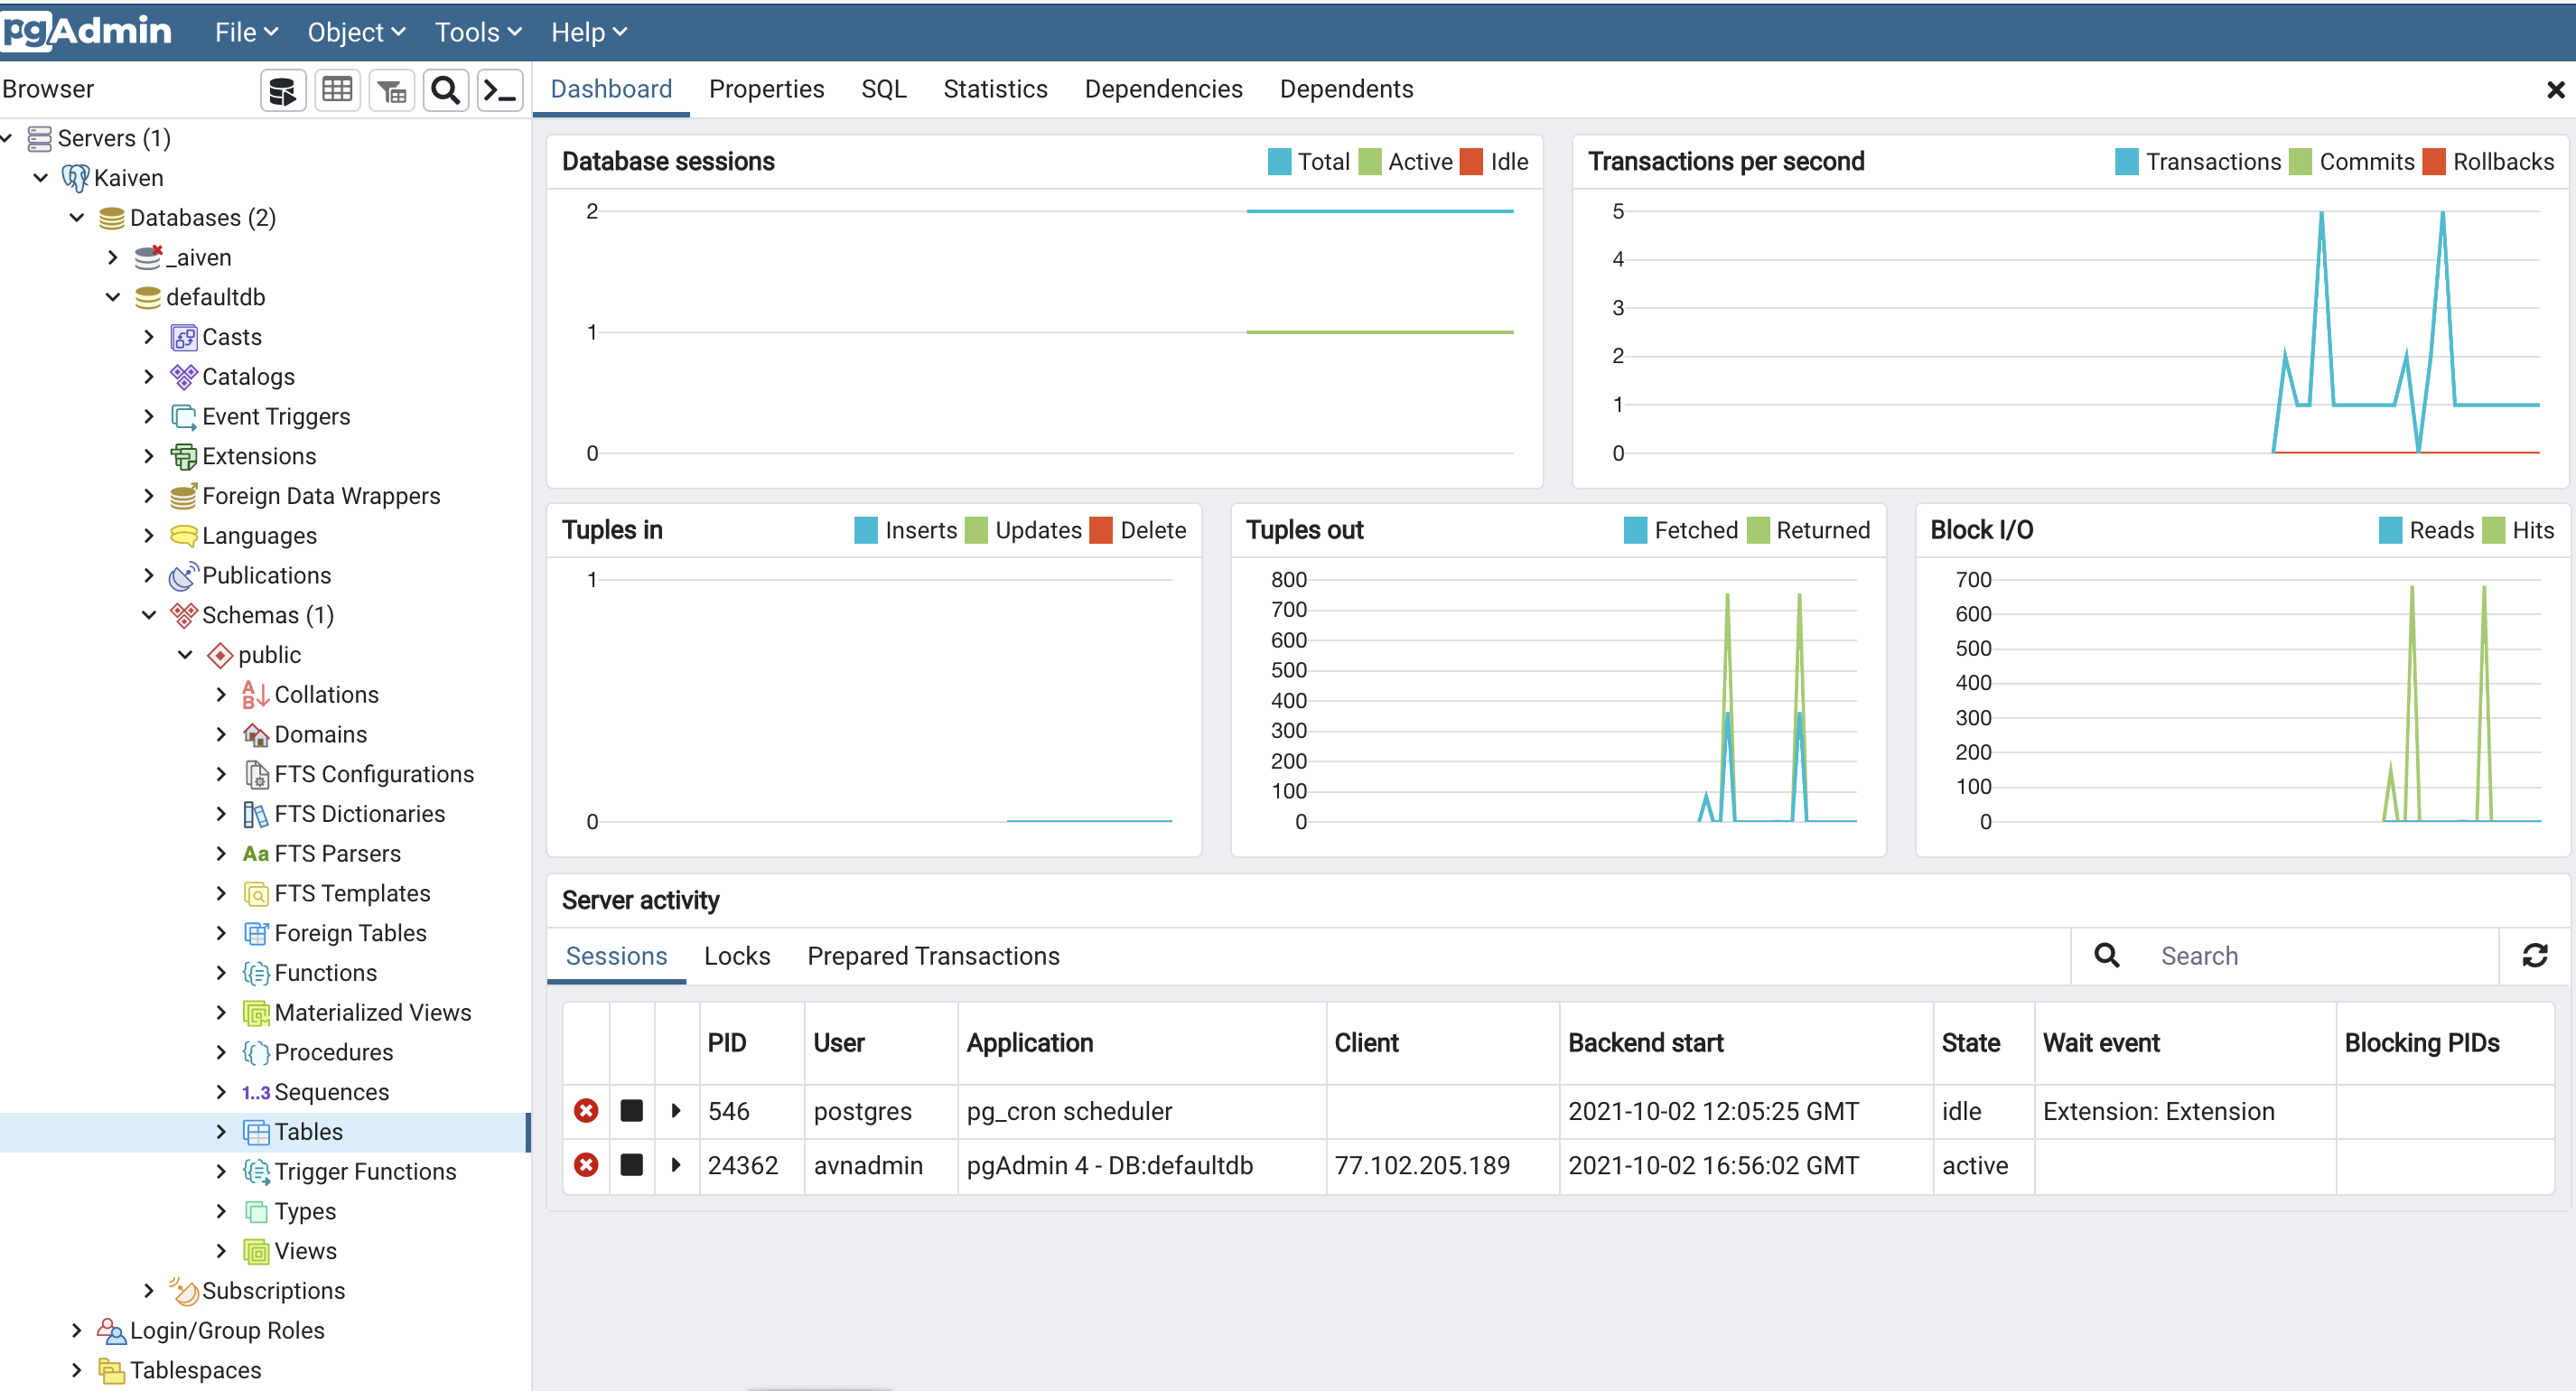 pgAdmin File Object Tools Help
Browser
Dashboard Properties SQL Statistics Dependencies Dependents
Servers (1)
Kaiven
Databases (2)
_aiven
defaultdb
Casts
Catalogs
Event Triggers
Extensions
Foreign Data Wrappers
Languages
Publications
Schemas (1)
public
Collations
Domains
FTS Configurations
FTS Dictionaries
Aa FTS Parsers
FTS Templates
Foreign Tables
Functions
Materialized Views
Procedures
1..3 Sequences
Tables
Trigger Functions
Types
Views
Subscriptions
Login/Group Roles
Tablespaces
Database sessions Total Active Idle
2
1
0
Transactions per second Transactions Commits Rollbacks
5
4
3
2
1
0
Tuples in Inserts Updates Delete
1
0
Tuples out Fetched Returned
800
700
600
500
400
300
200
100
0
Block I/O Reads Hits
700
600
500
400
300
200
100
0
Server activity
Sessions Locks Prepared Transactions Search
PID User Application Client Backend start State Wait event Blocking PIDs
546 postgres pg_cron scheduler 2021-10-02 12:05:25 GMT idle Extension: Extension
24362 avnadmin pgAdmin 4 - DB:defaultdb 77.102.205.189 2021-10-02 16:56:02 GMT active